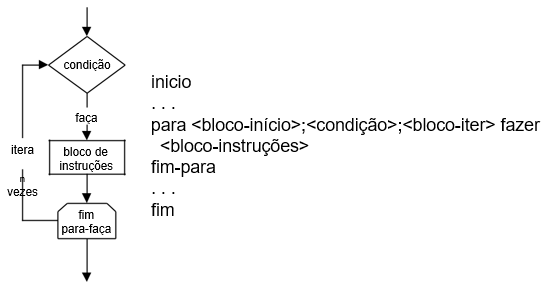 condição
faça
itera
bloco de
instruções
n
vezes
fim
para-faça
inicio
. . .
para <bloco-início>;<condição>;<bloco-iter> fazer
<bloco-instruções>
fim-para
. . .
fim